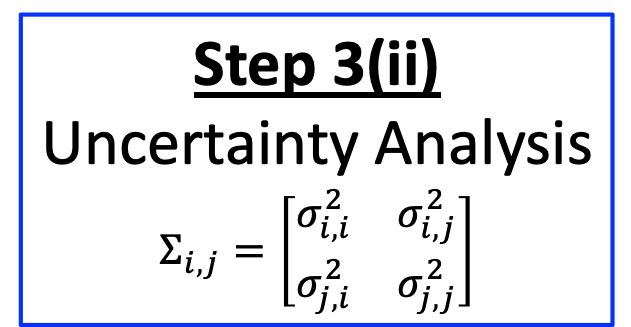 Step 3(ii)
Uncertainty Analysis
Σ_{i,j} = [σ²_{i,i} σ²_{i,j}
σ²_{j,i} σ²_{j,j}]